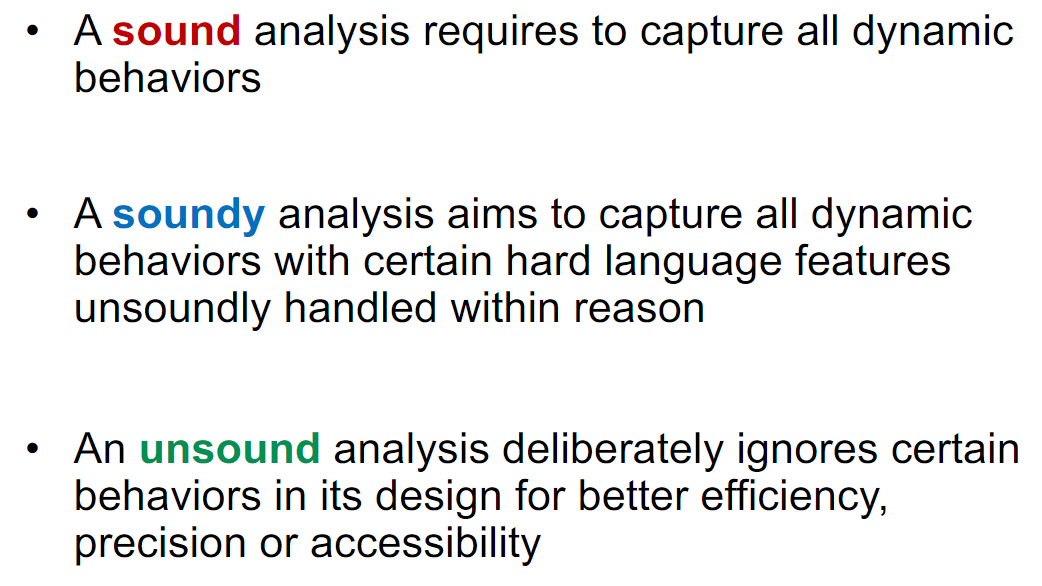 • A sound analysis requires to capture all dynamic
behaviors
• A soundy analysis aims to capture all dynamic
behaviors with certain hard language features
unsoundly handled within reason
• An unsound analysis deliberately ignores certain
behaviors in its design for better efficiency,
precision or accessibility